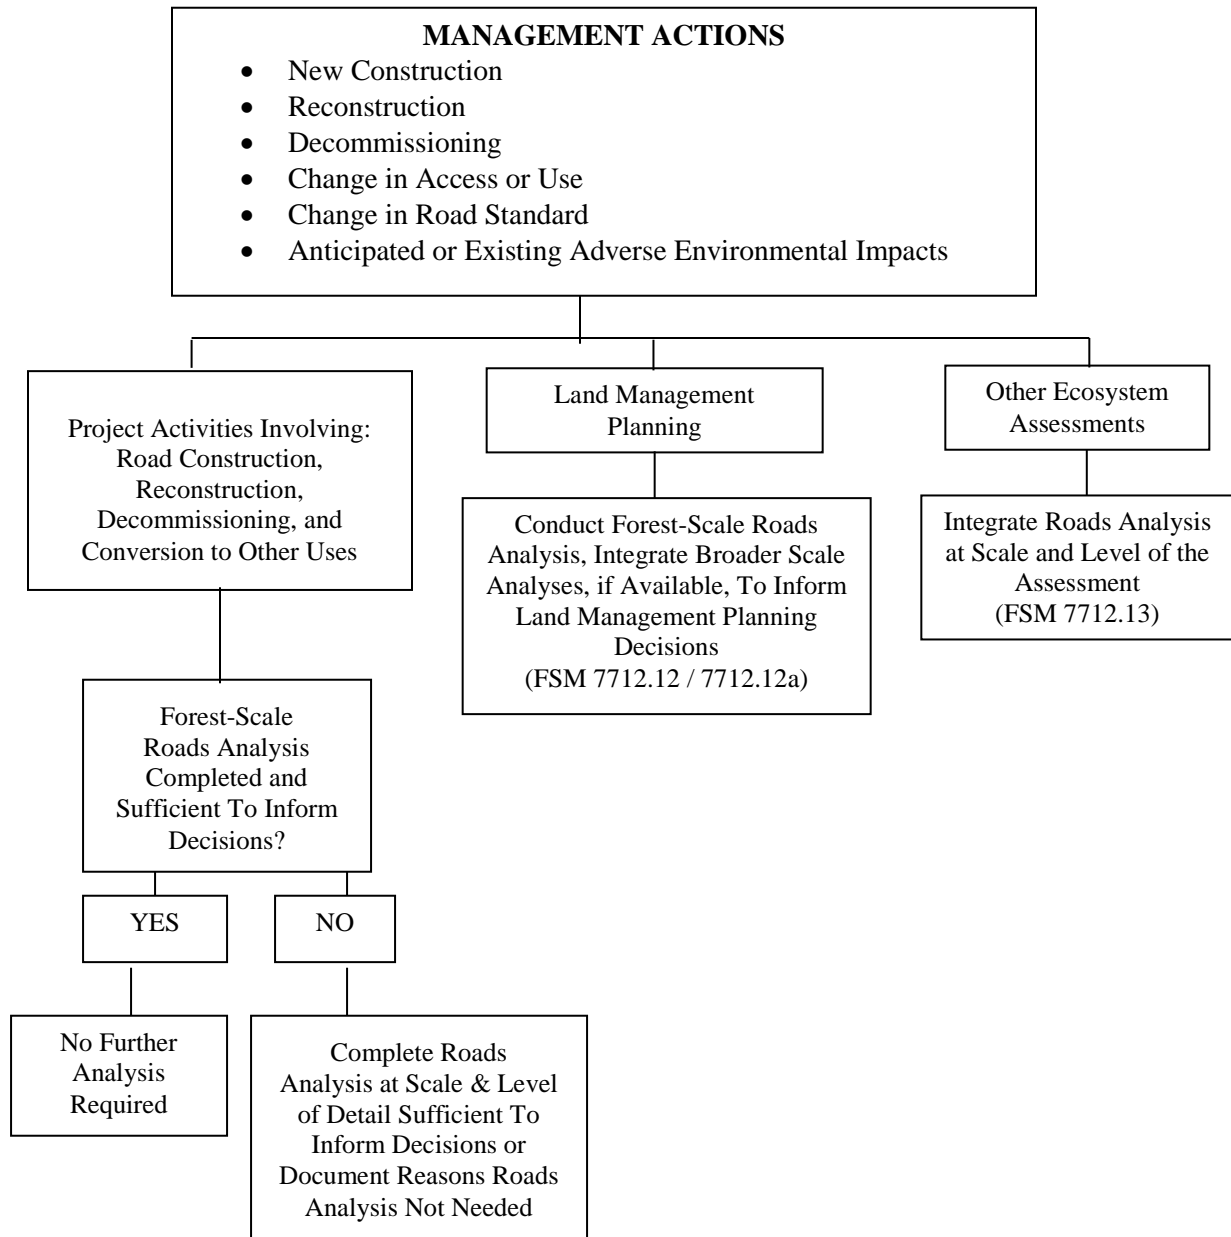 MANAGEMENT ACTIONS
• New Construction
• Reconstruction
• Decommissioning
• Change in Access or Use
• Change in Road Standard
• Anticipated or Existing Adverse Environmental Impacts
Project Activities Involving:
Road Construction,
Reconstruction,
Decommissioning, and
Conversion to Other Uses
Land Management
Planning
Other Ecosystem
Assessments
Conduct Forest-Scale Roads
Analysis, Integrate Broader Scale
Analyses, if Available, To Inform
Land Management Planning
Decisions
(FSM 7712.12 / 7712.12a)
Integrate Roads Analysis
at Scale and Level of the
Assessment
(FSM 7712.13)
Forest-Scale
Roads Analysis
Completed and
Sufficient To Inform
Decisions?
YES
NO
No Further
Analysis
Required
Complete Roads
Analysis at Scale & Level
of Detail Sufficient To
Inform Decisions or
Document Reasons Roads
Analysis Not Needed